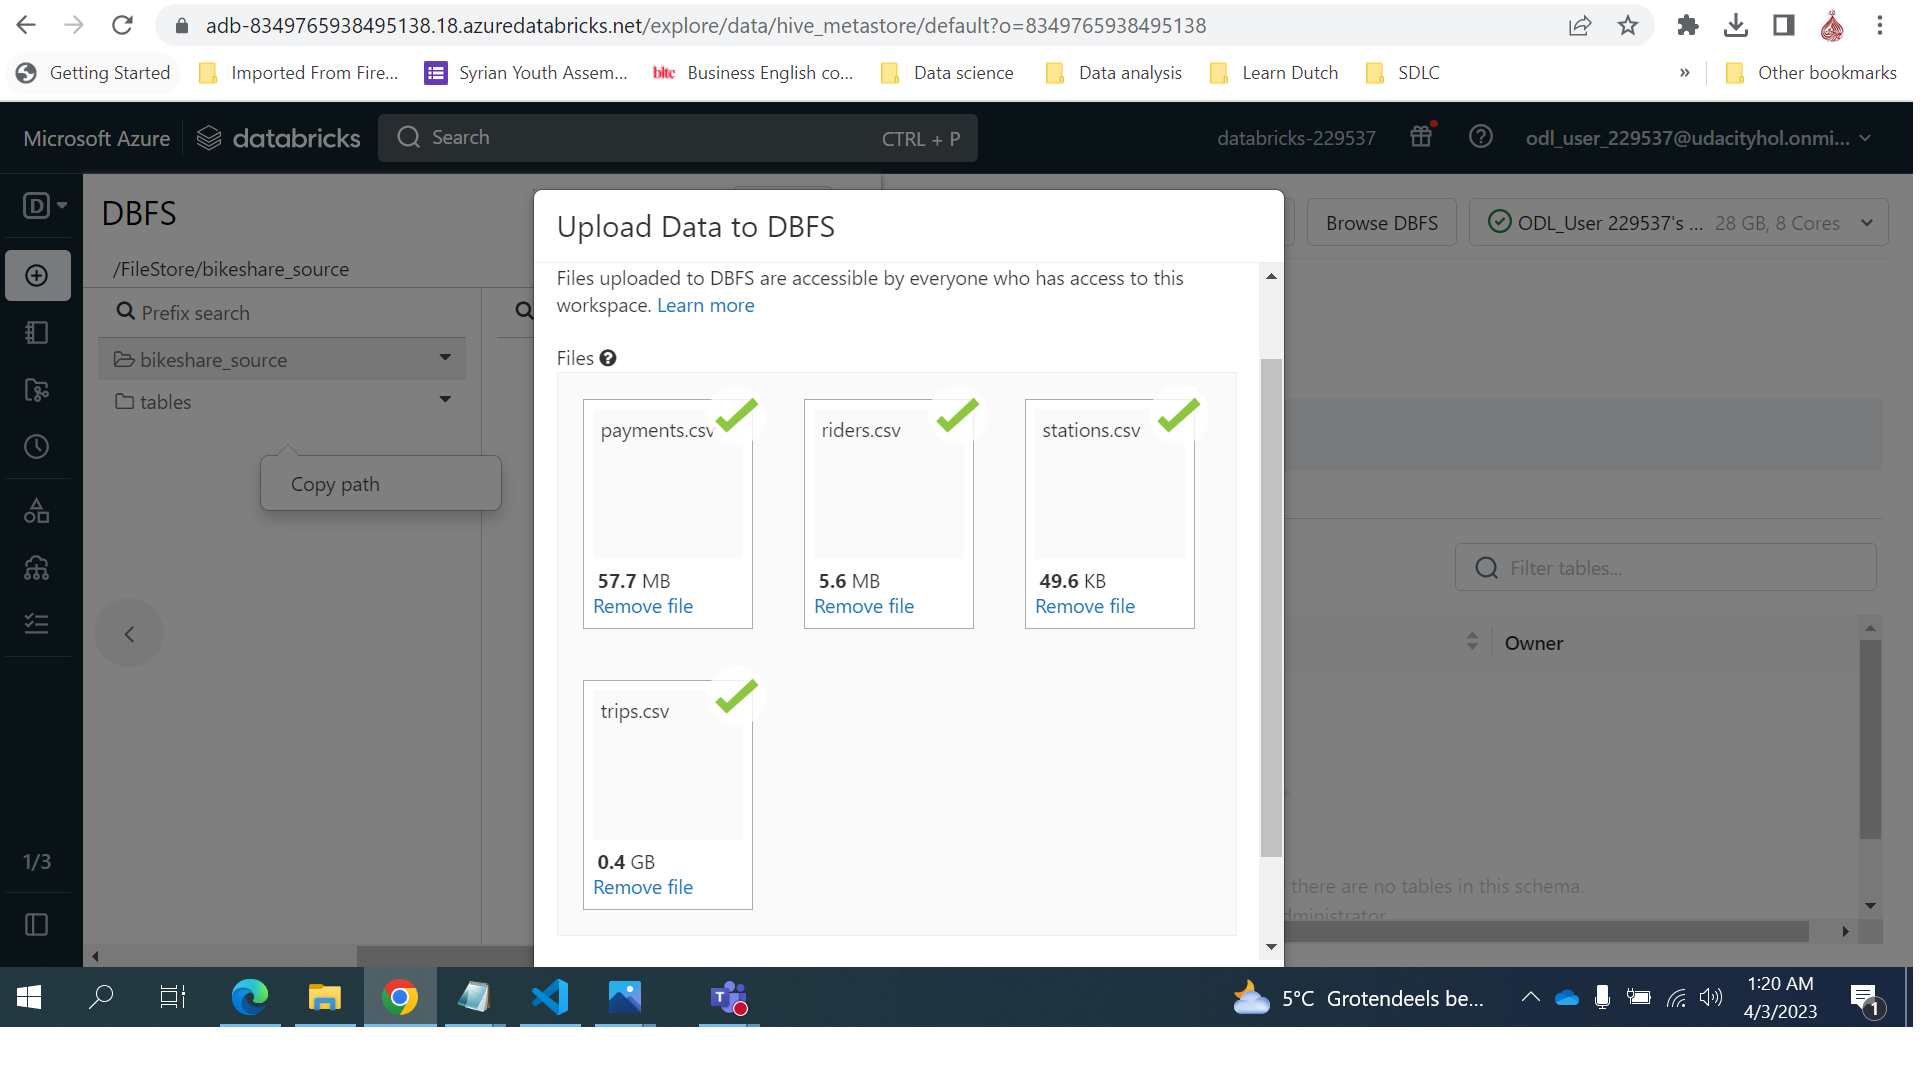 adb-8349765938495138.18.azuredatabricks.net/explore/data/hive_metastore/default?o=8349765938495138
Getting Started Imported From Fire... Syrian Youth Assem... bltc Business English co... Data science Data analysis Learn Dutch SDLC » Other bookmarks
Microsoft Azure databricks Search CTRL + P databricks-229537 odl_user_229537@udacityhol.onmi...
D
DBFS
/FileStore/bikeshare_source
Prefix search
bikeshare_source
tables
Copy path
1/3
Upload Data to DBFS
Files uploaded to DBFS are accessible by everyone who has access to this
workspace. Learn more
Files
payments.csv
57.7 MB
Remove file
riders.csv
5.6 MB
Remove file
stations.csv
49.6 KB
Remove file
trips.csv
0.4 GB
Remove file
Browse DBFS
ODL_User 229537's ... 28 GB, 8 Cores
Filter tables...
Owner
there are no tables in this schema.
5°C Grotendeels be...
1:20 AM
4/3/2023
1